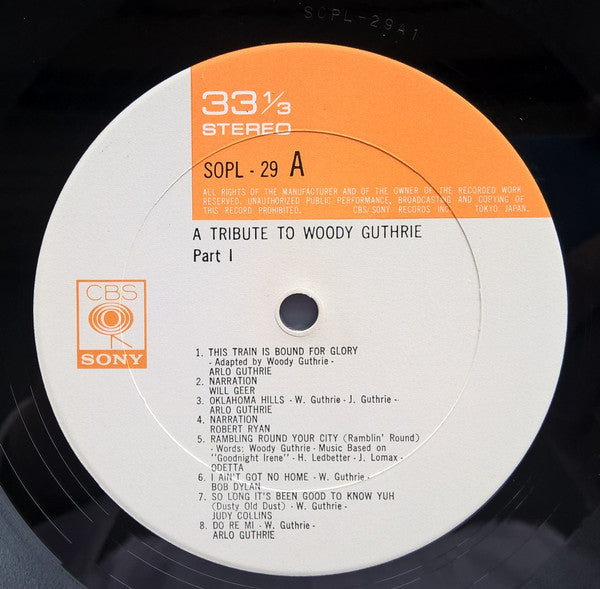 SOPL-29A1
33 1/3
STEREO
SOPL - 29 A
ALL RIGHTS OF THE MANUFACTURER AND OF THE OWNER OF THE RECORDED WORK
RESERVED. UNAUTHORIZED PUBLIC PERFORMANCE, BROADCASTING AND COPYING OF
THIS RECORD PROHIBITED. CBS/SONY RECORDS INC. TOKYO JAPAN.
A TRIBUTE TO WOODY GUTHRIE
Part I
CBS
SONY
1. THIS TRAIN IS BOUND FOR GLORY
- Adapted by Woody Guthrie -
ARLO GUTHRIE
2. NARRATION
WILL GEER
3. OKLAHOMA HILLS - W. Guthrie - J. Guthrie -
ARLO GUTHRIE
4. NARRATION
ROBERT RYAN
5. RAMBLING ROUND YOUR CITY (Ramblin' Round)
- Words: Woody Guthrie - Music Based on
"Goodnight Irene" - H. Ledbetter - J. Lomax -
ODETTA
6. I AIN'T GOT NO HOME - W. Guthrie -
BOB DYLAN
7. SO LONG IT'S BEEN GOOD TO KNOW YUH
(Dusty Old Dust) - W. Guthrie -
JUDY COLLINS
8. DO RE MI - W. Guthrie -
ARLO GUTHRIE